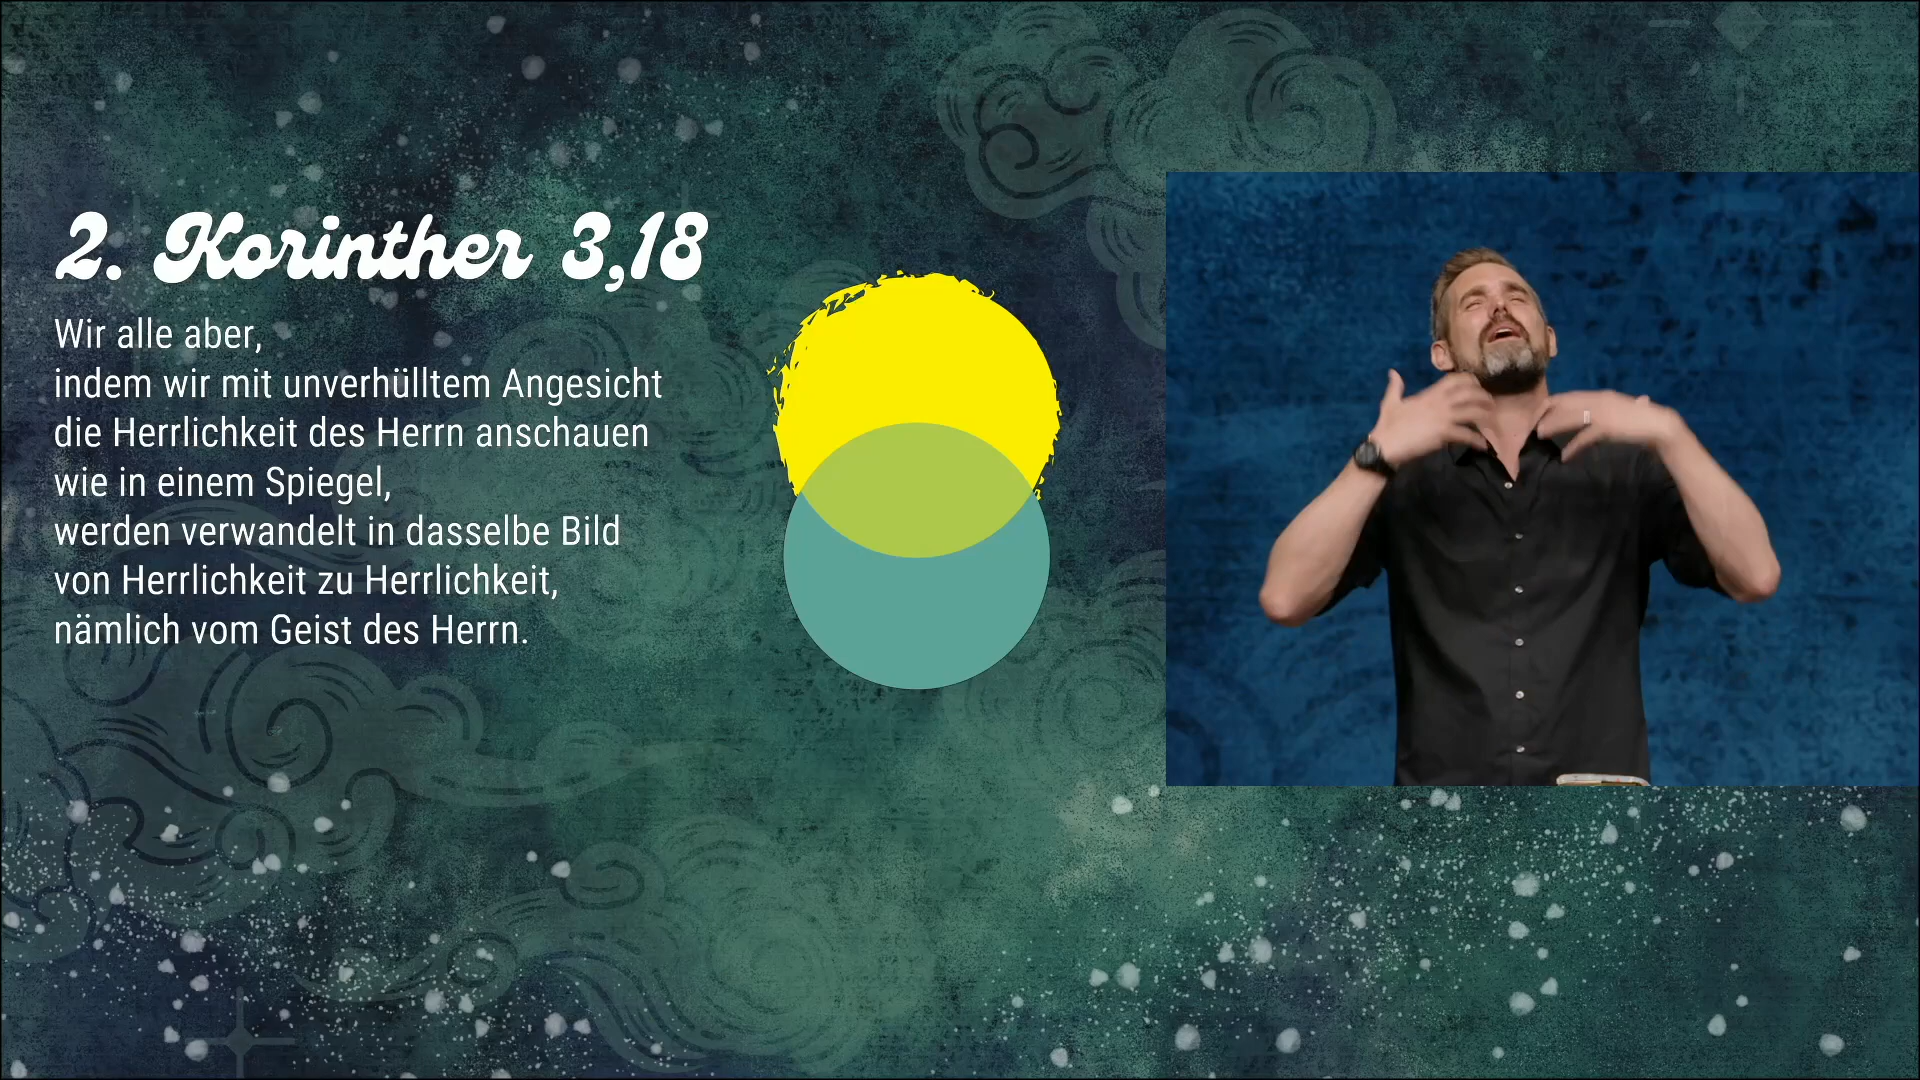 2. Korinther 3,18
Wir alle aber,
indem wir mit unverhülltem Angesicht
die Herrlichkeit des Herrn anschauen
wie in einem Spiegel,
werden verwandelt in dasselbe Bild
von Herrlichkeit zu Herrlichkeit,
nämlich vom Geist des Herrn.